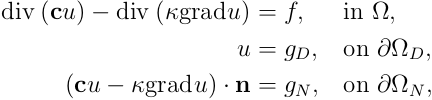 div (cu) − div (κgradu) = f, in Ω,
u = g_D, on ∂Ω_D,
(cu − κgradu) · n = g_N, on ∂Ω_N,